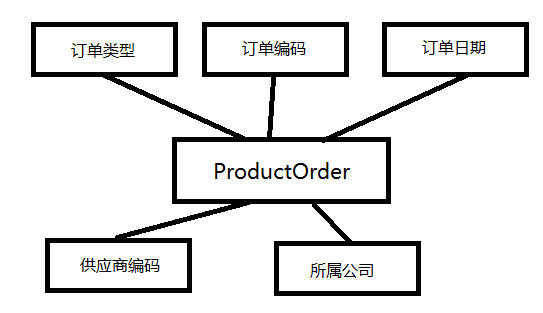 订单类型
订单编码
订单日期
ProductOrder
供应商编码
所属公司